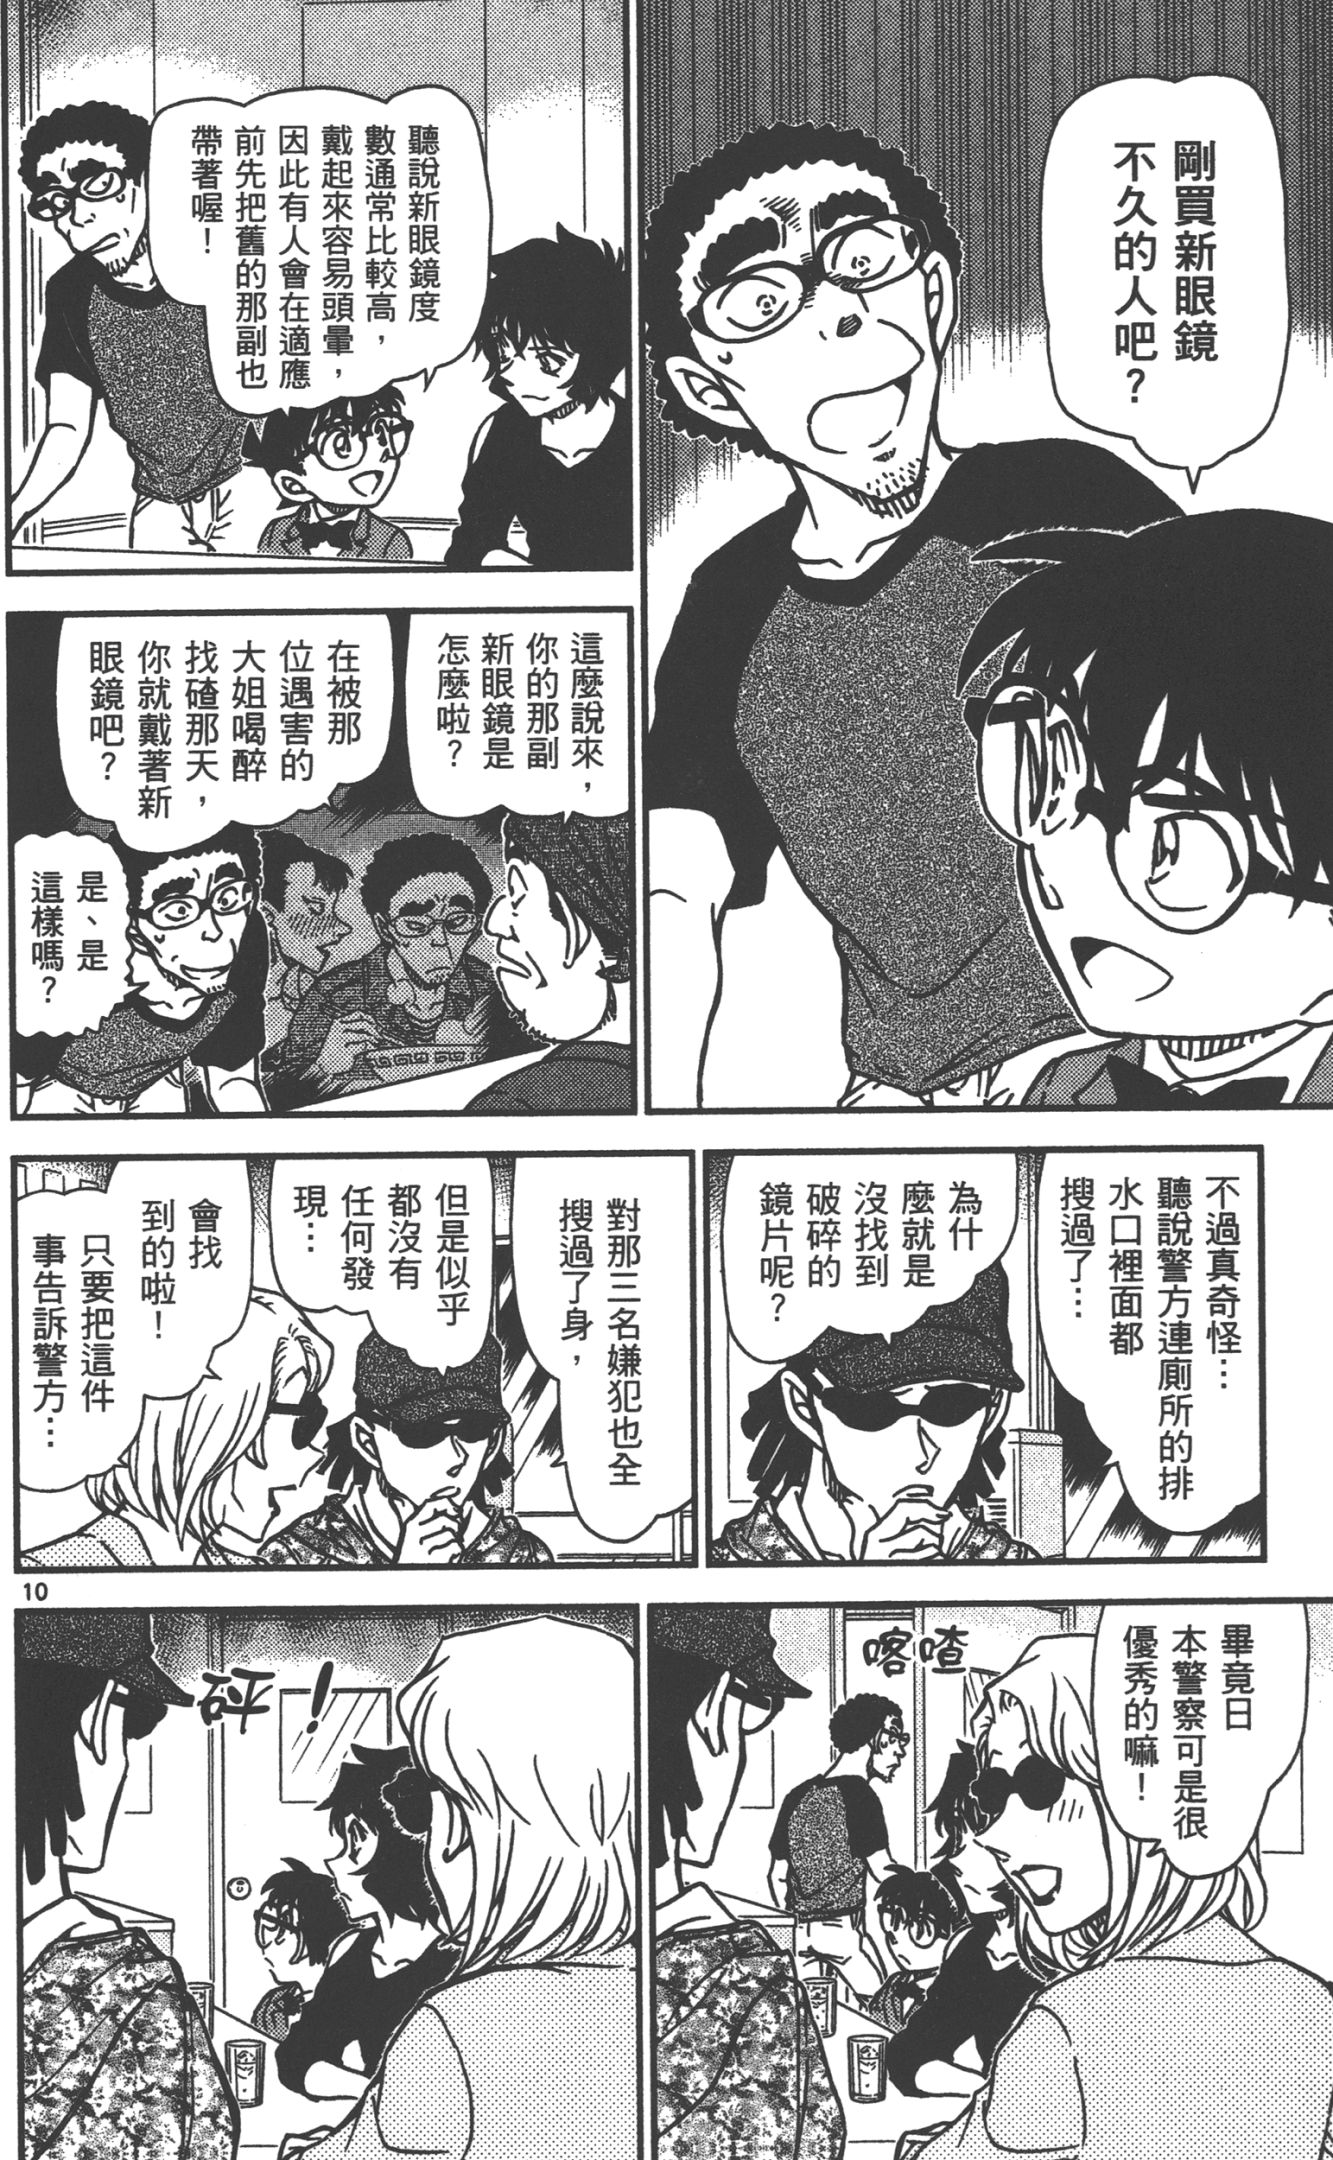 剛買新眼鏡
不久的人吧？
聽說新眼鏡度
數通常比較高，
戴起來容易頭暈，
因此有人會在適應
前先把舊的那副也
帶著喔！
這麼說來，
你的那副
新眼鏡是
怎麼啦？
在被那
位遇害的
大姐喝醉
找碴那天，
你就戴著新
眼鏡吧？
是、是
這樣嗎？
不過真奇怪…
聽說警方連廁所的排
水口裡面都
搜過了…
為什
麼就是
沒找到
破碎的
鏡片呢？
對那三名嫌犯也全
搜過了身，
但是似乎
都沒有
任何發
現…
會找
到的啦！
只要把這件
事告訴警方…
10
畢竟日
本警察可是很
優秀的嘛！
喀喳
砰！